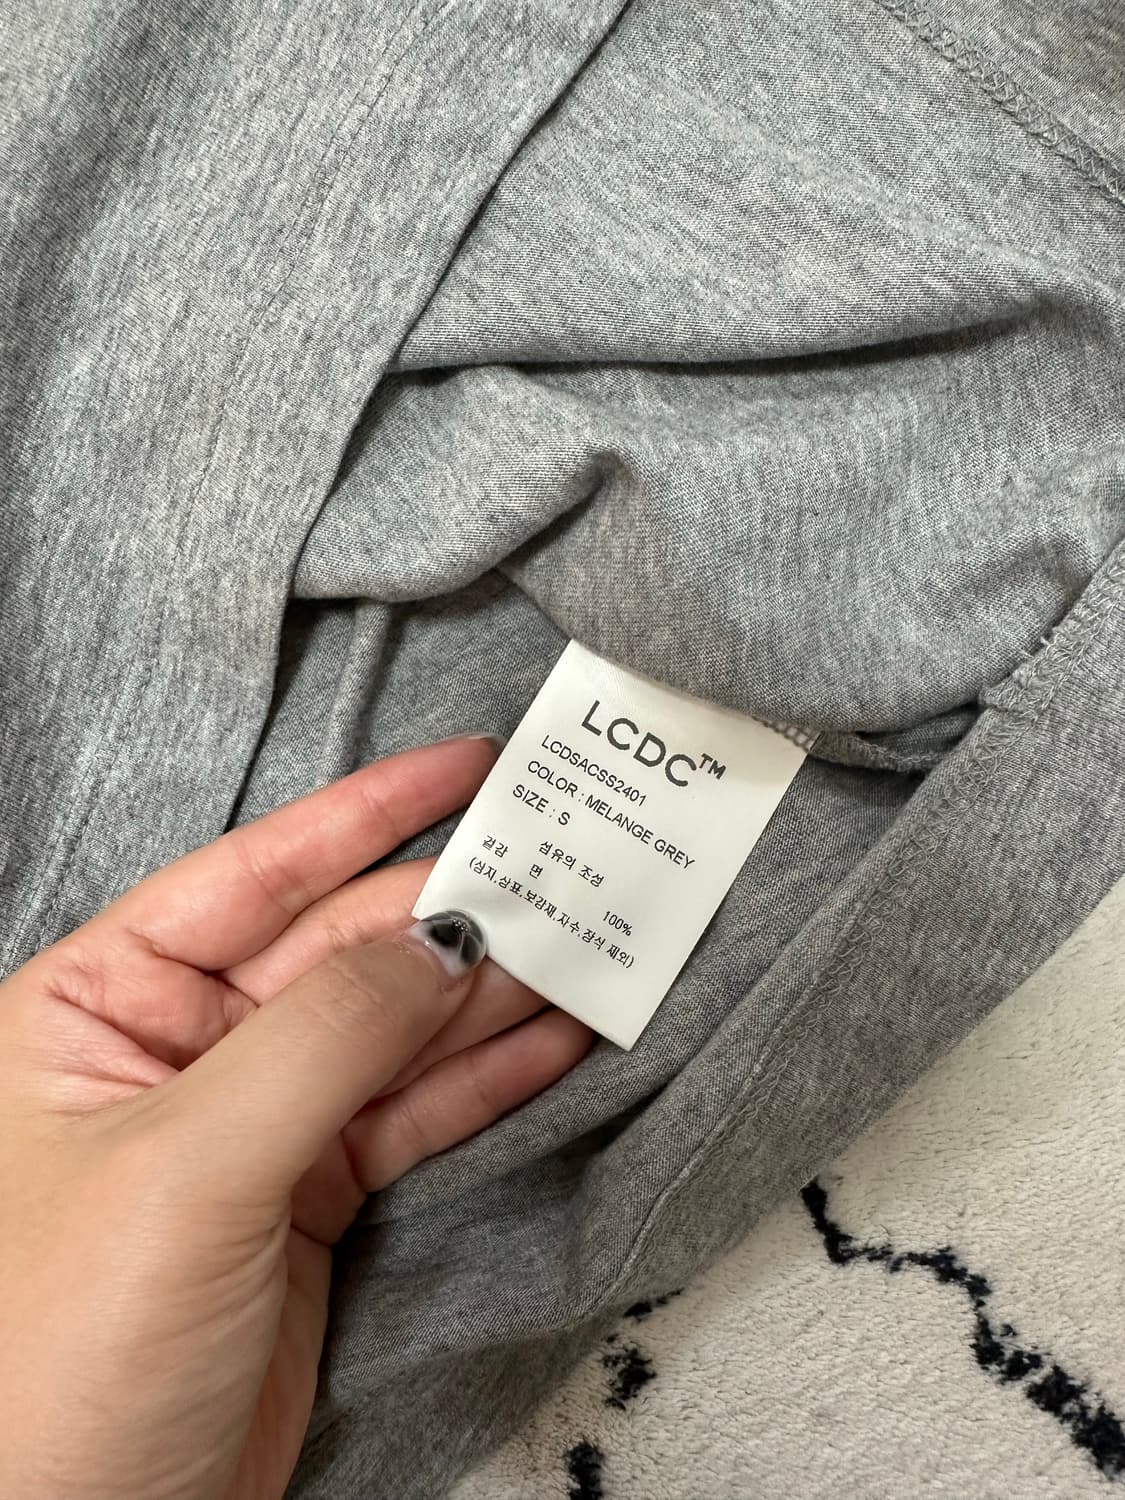 LCDC™
LCDSACSS2401
COLOR : MELANGE GREY
SIZE : S
섬유의 조성
겉감 면 100%
(심지,상표,보강재,자수,장식 제외)